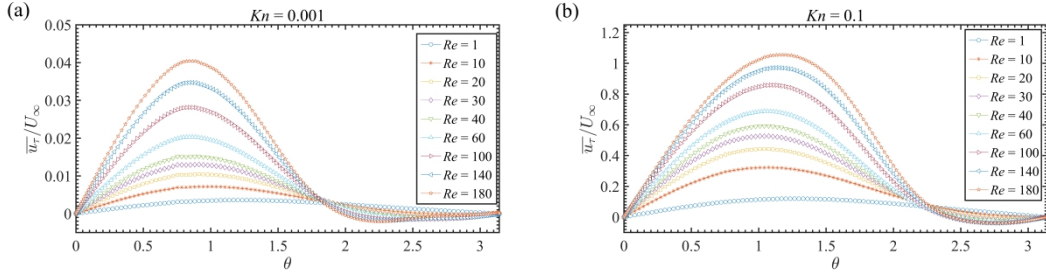 (a)
Kn = 0.001
0.05
0.04
0.03
0.02
0.01
0
0
0.5
1
1.5
2
2.5
3
u_τ/U_∞
θ
Re = 1
Re = 10
Re = 20
Re = 30
Re = 40
Re = 60
Re = 100
Re = 140
Re = 180
(b)
Kn = 0.1
1.2
1
0.8
0.6
0.4
0.2
0
0
0.5
1
1.5
2
2.5
3
u_τ/U_∞
θ
Re = 1
Re = 10
Re = 20
Re = 30
Re = 40
Re = 60
Re = 100
Re = 140
Re = 180